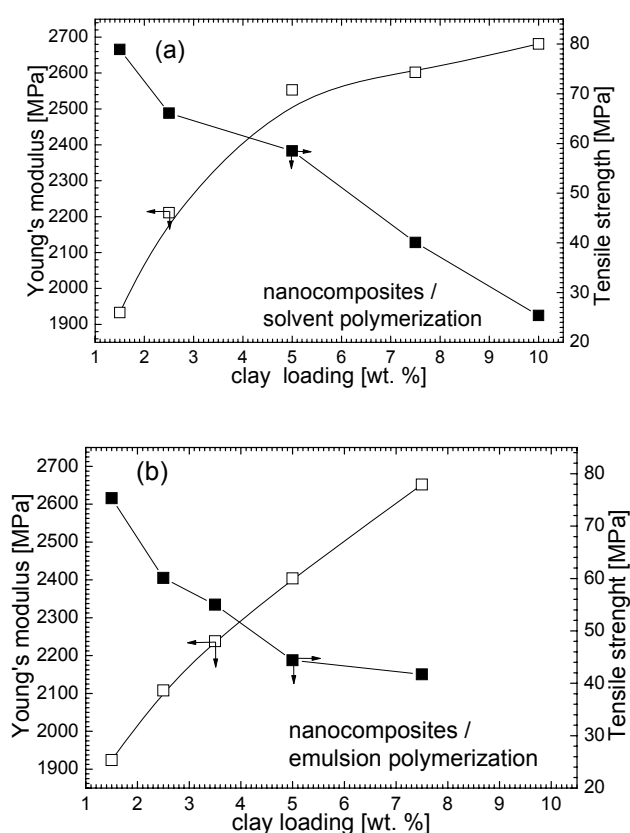 (a)
Young's modulus [MPa]
2700
2600
2500
2400
2300
2200
2100
2000
1900
80
70
60
50
40
30
20
Tensile strength [MPa]
nanocomposites /
solvent polymerization
1 2 3 4 5 6 7 8 9 10
clay loading [wt. %]
(b)
Young's modulus [MPa]
2700
2600
2500
2400
2300
2200
2100
2000
1900
80
70
60
50
40
30
20
Tensile strenght [MPa]
nanocomposites /
emulsion polymerization
1 2 3 4 5 6 7 8 9 10
clay loading [wt. %]